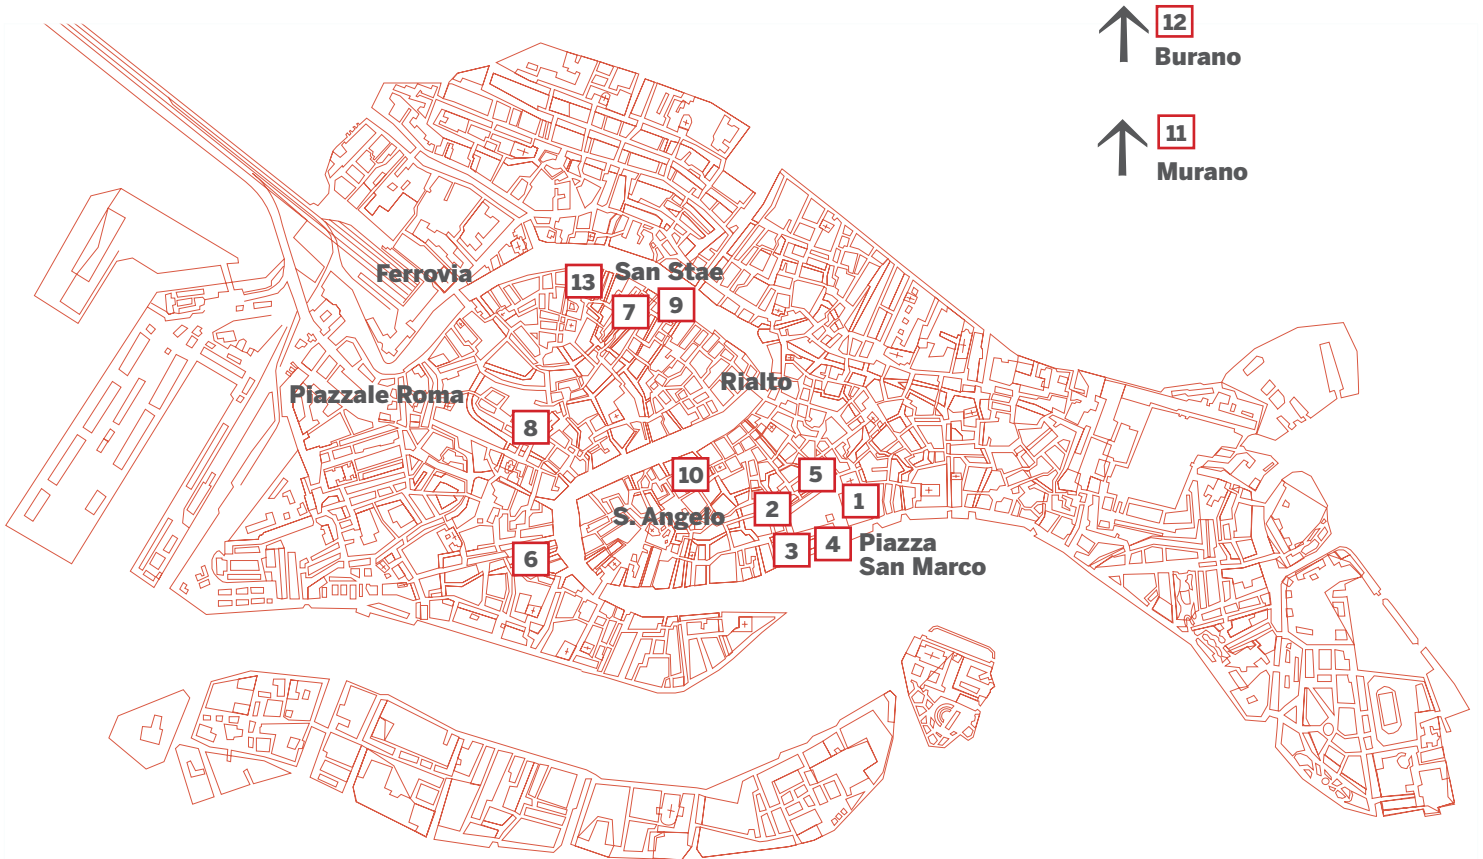 12
Burano
11
Murano
Ferrovia
San Stae
13
7
9
Piazzale Roma
Rialto
8
10
5
S. Angelo
2
1
6
3
4
Piazza
San Marco